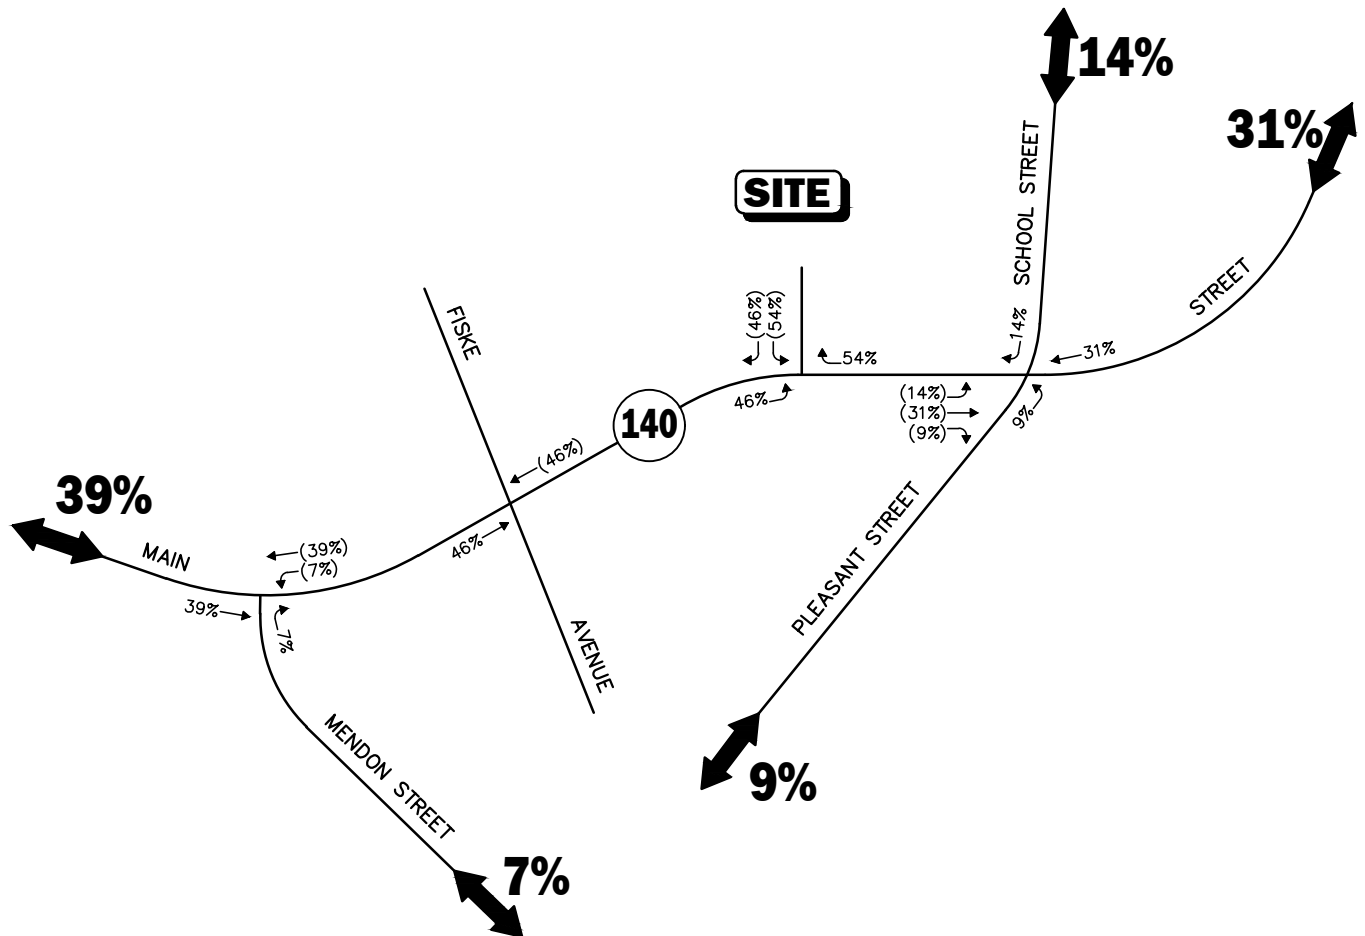 14%
31%
SITE
SCHOOL STREET
STREET
FISKE
(46%)
(54%)
14%
31%
54%
46%
(14%)
(31%)
(9%)
9%
140
(46%)
46%
39%
MAIN
(39%)
(7%)
39%
7%
PLEASANT STREET
AVENUE
MENDON STREET
9%
7%